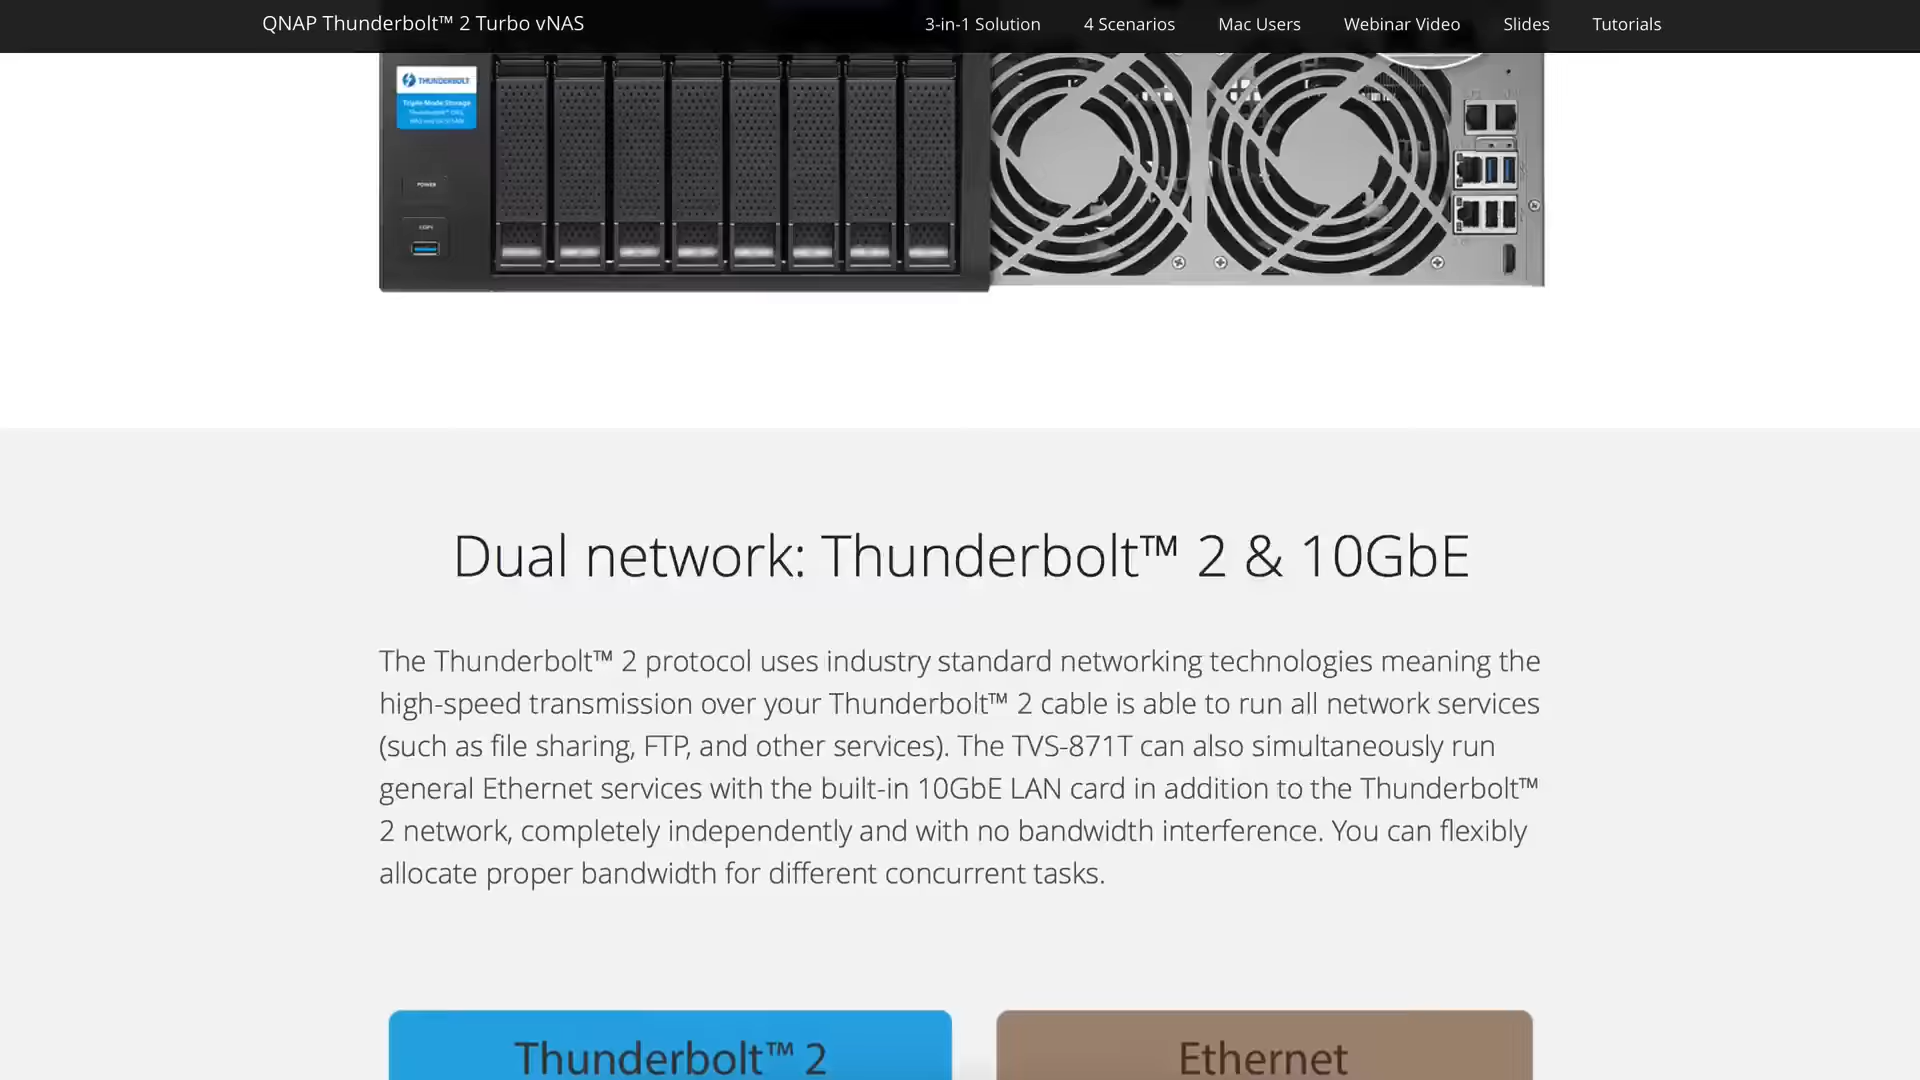 QNAP Thunderbolt™ 2 Turbo vNAS
3-in-1 Solution
4 Scenarios
Mac Users
Webinar Video
Slides
Tutorials
THUNDERBOLT
Triple Mode Storage
POWER
COPY
Dual network: Thunderbolt™ 2 & 10GbE
The Thunderbolt™ 2 protocol uses industry standard networking technologies meaning the
high-speed transmission over your Thunderbolt™ 2 cable is able to run all network services
(such as file sharing, FTP, and other services). The TVS-871T can also simultaneously run
general Ethernet services with the built-in 10GbE LAN card in addition to the Thunderbolt™
2 network, completely independently and with no bandwidth interference. You can flexibly
allocate proper bandwidth for different concurrent tasks.
Thunderbolt™ 2
Ethernet